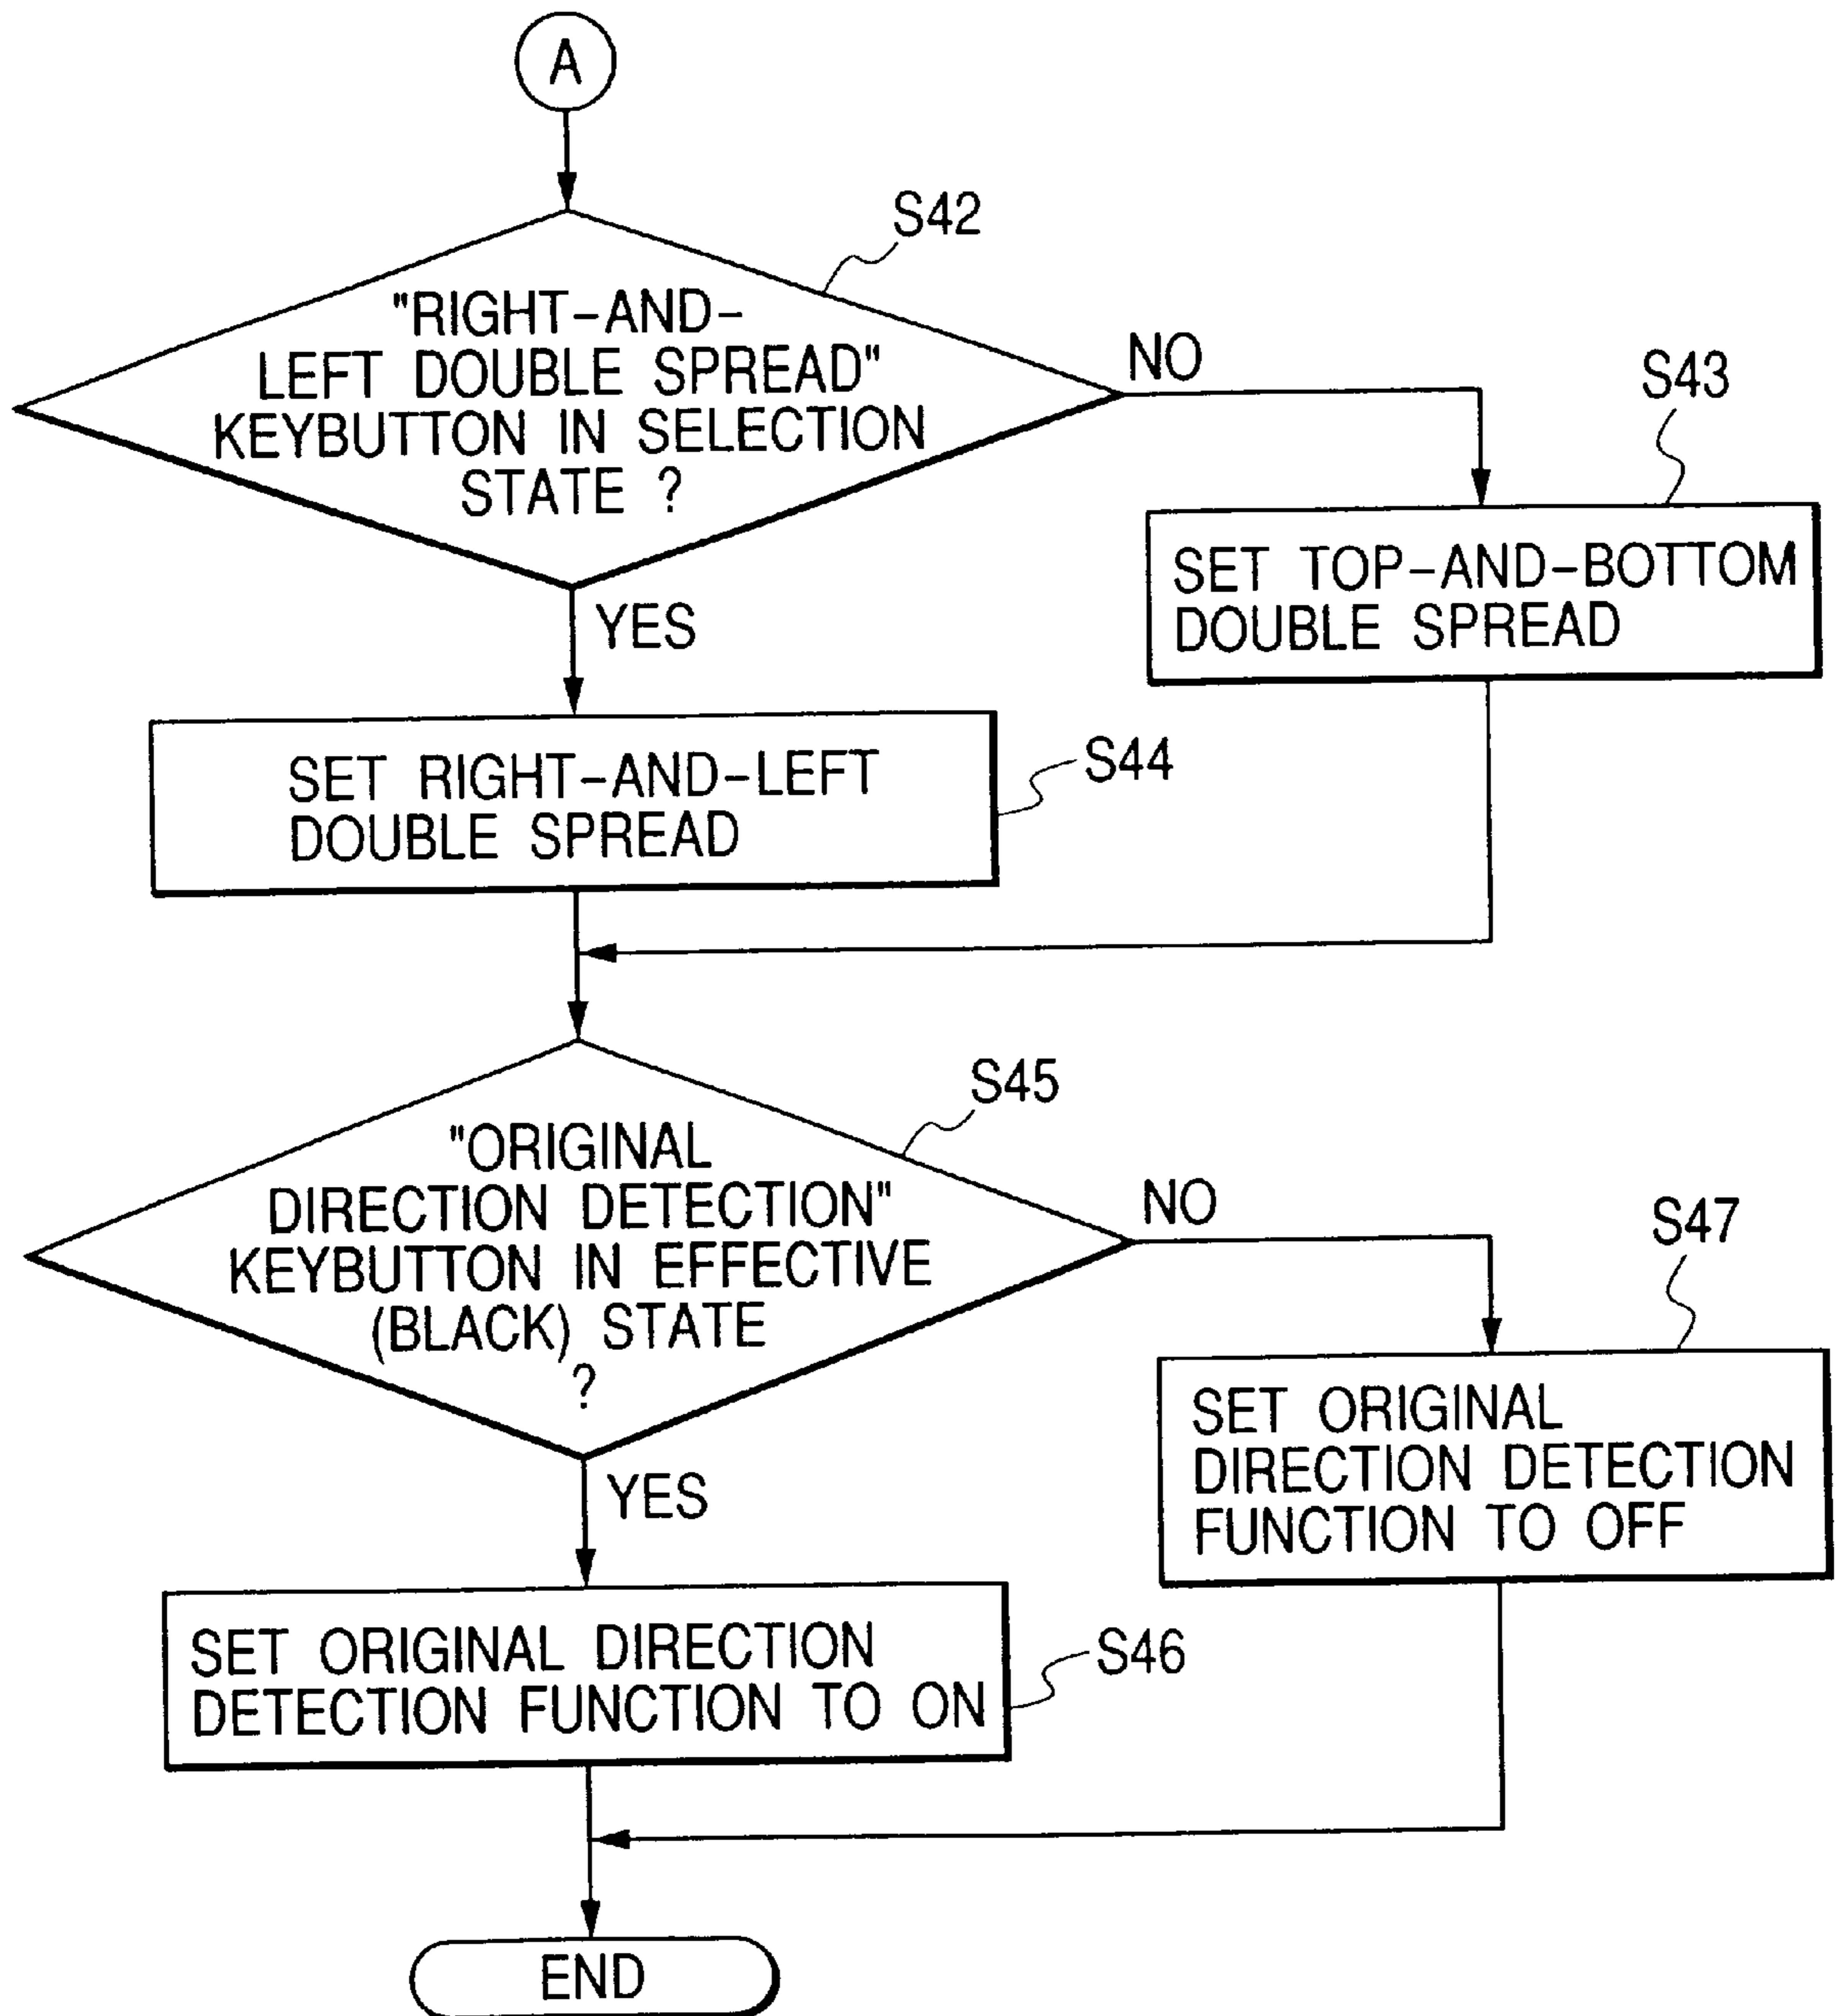 A
S42
"RIGHT-AND-
LEFT DOUBLE SPREAD"
KEYBUTTON IN SELECTION
STATE ?
NO
S43
SET TOP-AND-BOTTOM
DOUBLE SPREAD
YES
SET RIGHT-AND-LEFT
DOUBLE SPREAD
S44
S45
"ORIGINAL
DIRECTION DETECTION"
KEYBUTTON IN EFFECTIVE
(BLACK) STATE
?
NO
S47
SET ORIGINAL
DIRECTION DETECTION
FUNCTION TO OFF
YES
SET ORIGINAL DIRECTION
DETECTION FUNCTION TO ON
S46
END